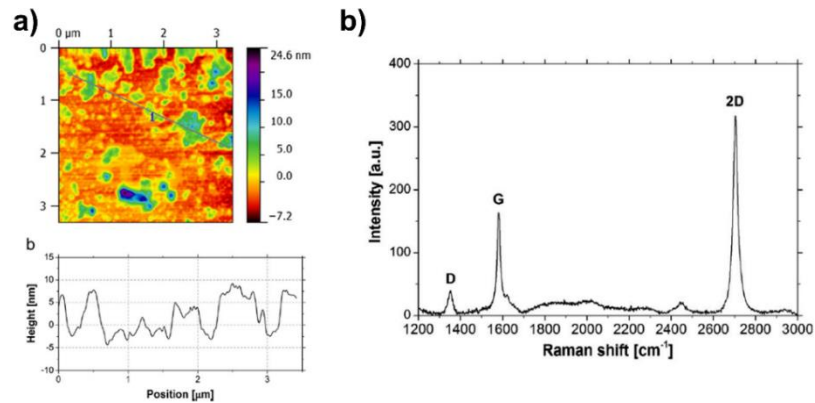 a)
0 µm 1 2 3
0
1
2
3
24.6 nm
15.0
10.0
5.0
0.0
−7.2
1
b
15
10
5
0
-5
-10
0 1 2 3
Height [nm]
Position [µm]
b)
400
300
200
100
0
1200 1400 1600 1800 2000 2200 2400 2600 2800 3000
Intensity [a.u.]
Raman shift [cm⁻¹]
D
G
2D